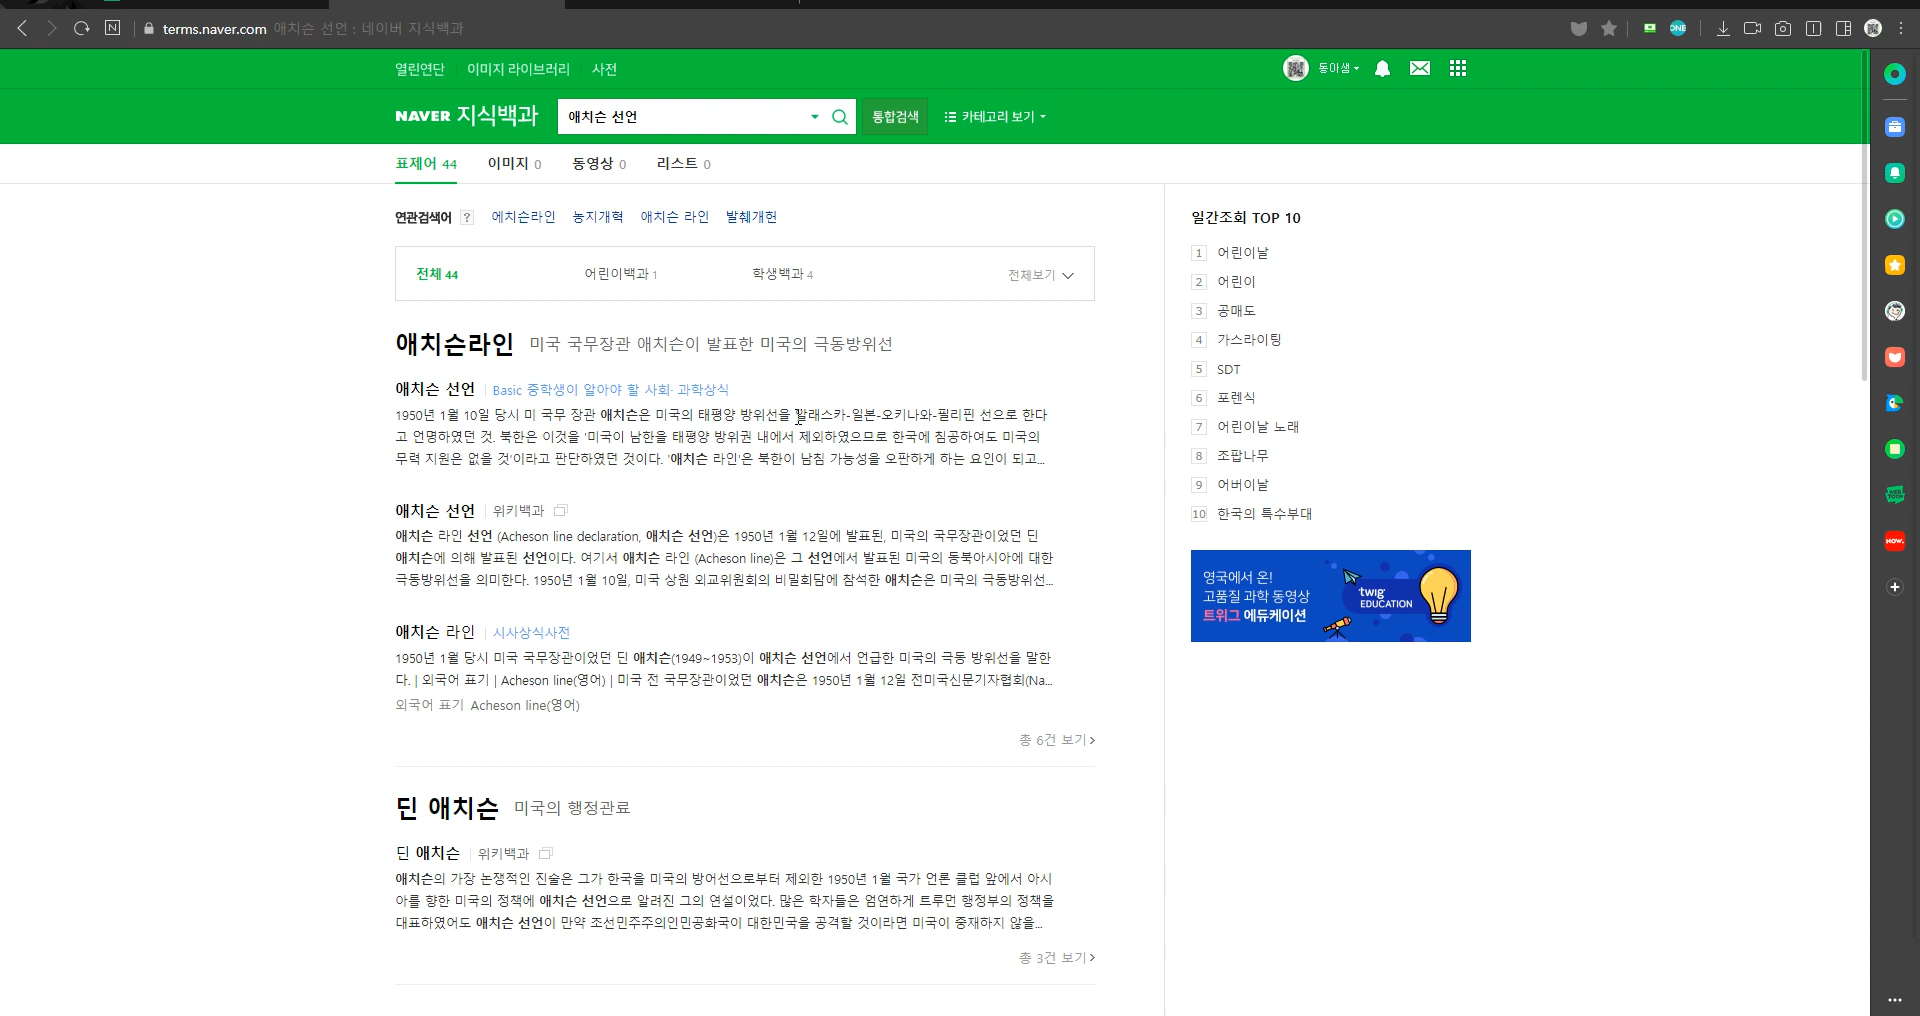 terms.naver.com 애치슨 선언 : 네이버 지식백과
열린연단 이미지 라이브러리 사전
동아샘
NAVER 지식백과 애치슨 선언 통합검색 카테고리 보기
표제어 44 이미지 0 동영상 0 리스트 0
연관검색어 ? 에치슨라인 농지개혁 애치슨 라인 발췌개헌
전체 44 어린이백과 1 학생백과 4 전체보기
애치슨라인 미국 국무장관 애치슨이 발표한 미국의 극동방위선
애치슨 선언 Basic 중학생이 알아야 할 사회·과학상식
1950년 1월 10일 당시 미 국무 장관 애치슨은 미국의 태평양 방위선을 알래스카-일본-오키나와-필리핀 선으로 한다
고 언명하였던 것. 북한은 이것을 '미국이 남한을 태평양 방위권 내에서 제외하였으므로 한국에 침공하여도 미국의
무력 지원은 없을 것'이라고 판단하였던 것이다. '애치슨 라인'은 북한이 남침 가능성을 오판하게 하는 요인이 되고...
애치슨 선언 위키백과
애치슨 라인 선언 (Acheson line declaration, 애치슨 선언)은 1950년 1월 12일에 발표된, 미국의 국무장관이었던 딘
애치슨에 의해 발표된 선언이다. 여기서 애치슨 라인 (Acheson line)은 그 선언에서 발표된 미국의 동북아시아에 대한
극동방위선을 의미한다. 1950년 1월 10일, 미국 상원 외교위원회의 비밀회담에 참석한 애치슨은 미국의 극동방위선...
애치슨 라인 시사상식사전
1950년 1월 당시 미국 국무장관이었던 딘 애치슨(1949~1953)이 애치슨 선언에서 언급한 미국의 극동 방위선을 말한
다. | 외국어 표기 | Acheson line(영어) | 미국 전 국무장관이었던 애치슨은 1950년 1월 12일 전미국신문기자협회(Na...
외국어 표기 Acheson line(영어)
총 6건 보기
딘 애치슨 미국의 행정관료
딘 애치슨 위키백과
애치슨의 가장 논쟁적인 진술은 그가 한국을 미국의 방어선으로부터 제외한 1950년 1월 국가 언론 클럽 앞에서 아시
아를 향한 미국의 정책에 애치슨 선언으로 알려진 그의 연설이었다. 많은 학자들은 엄연하게 트루먼 행정부의 정책을
대표하였어도 애치슨 선언이 만약 조선민주주의인민공화국이 대한민국을 공격할 것이라면 미국이 중재하지 않을...
총 3건 보기
일간조회 TOP 10
1 어린이날
2 어린이
3 공매도
4 가스라이팅
5 SDT
6 포렌식
7 어린이날 노래
8 조팝나무
9 어버이날
10 한국의 특수부대
영국에서 온!
고품질 과학 동영상
트위그 에듀케이션
twig
EDUCATION
ONE
WEB
TOON
NOW.